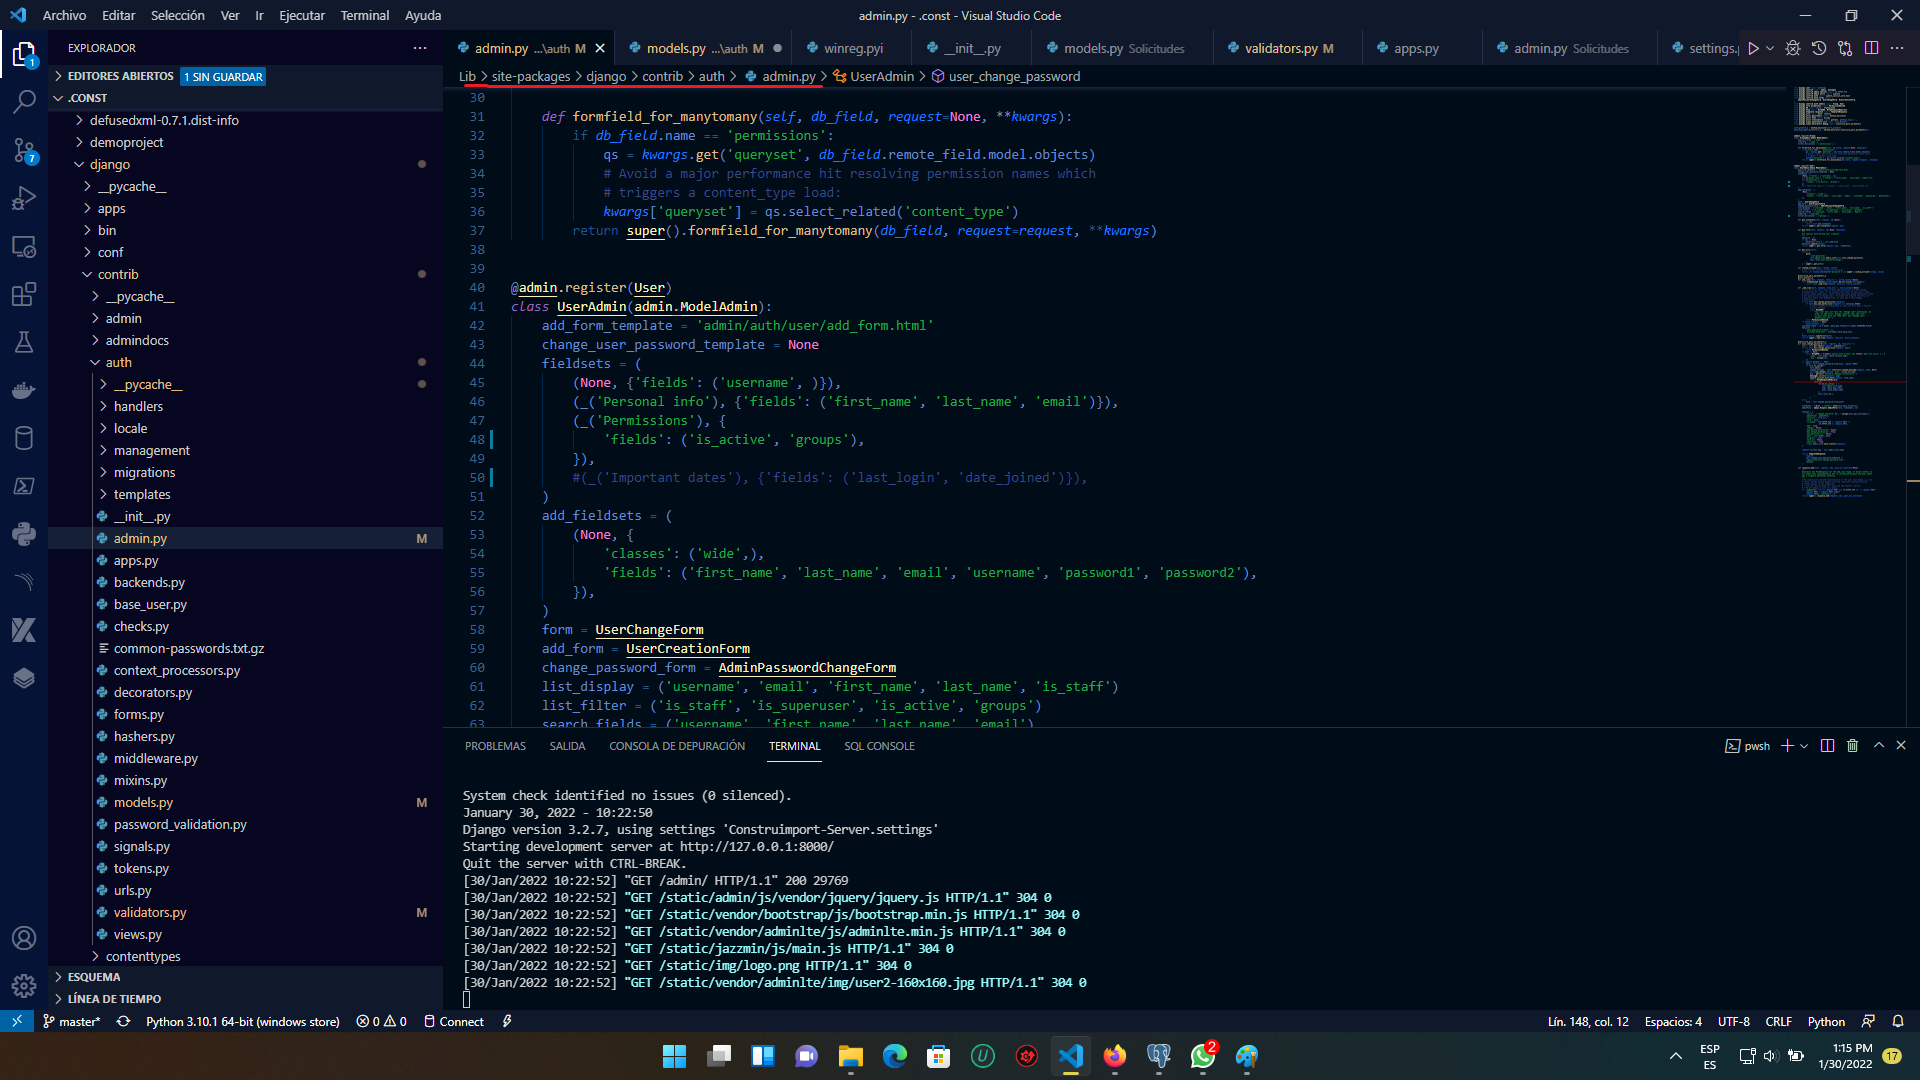 Archivo Editar Selección Ver Ir Ejecutar Terminal Ayuda
admin.py - .const - Visual Studio Code
EXPLORADOR
admin.py ...\auth M
models.py ...\auth M
winreg.pyi
__init__.py
models.py Solicitudes
validators.py M
apps.py
admin.py Solicitudes
settings.
EDITORES ABIERTOS 1 SIN GUARDAR
Lib > site-packages > django > contrib > auth > admin.py > UserAdmin > user_change_password
.CONST
defusedxml-0.7.1.dist-info
demoproject
django
__pycache__
apps
bin
conf
contrib
__pycache__
admin
admindocs
auth
__pycache__
handlers
locale
management
migrations
templates
__init__.py
admin.py M
apps.py
backends.py
base_user.py
checks.py
common-passwords.txt.gz
context_processors.py
decorators.py
forms.py
hashers.py
middleware.py
mixins.py
models.py M
password_validation.py
signals.py
tokens.py
urls.py
validators.py M
views.py
contenttypes
ESQUEMA
LÍNEA DE TIEMPO
1
7
30
31 def formfield_for_manytomany(self, db_field, request=None, **kwargs):
32 if db_field.name == 'permissions':
33 qs = kwargs.get('queryset', db_field.remote_field.model.objects)
34 # Avoid a major performance hit resolving permission names which
35 # triggers a content_type load:
36 kwargs['queryset'] = qs.select_related('content_type')
37 return super().formfield_for_manytomany(db_field, request=request, **kwargs)
38
39
40 @admin.register(User)
41 class UserAdmin(admin.ModelAdmin):
42 add_form_template = 'admin/auth/user/add_form.html'
43 change_user_password_template = None
44 fieldsets = (
45 (None, {'fields': ('username', )}),
46 (_('Personal info'), {'fields': ('first_name', 'last_name', 'email')}),
47 (_('Permissions'), {
48 'fields': ('is_active', 'groups'),
49 }),
50 #(_('Important dates'), {'fields': ('last_login', 'date_joined')}),
51 )
52 add_fieldsets = (
53 (None, {
54 'classes': ('wide',),
55 'fields': ('first_name', 'last_name', 'email', 'username', 'password1', 'password2'),
56 }),
57 )
58 form = UserChangeForm
59 add_form = UserCreationForm
60 change_password_form = AdminPasswordChangeForm
61 list_display = ('username', 'email', 'first_name', 'last_name', 'is_staff')
62 list_filter = ('is_staff', 'is_superuser', 'is_active', 'groups')
63 search_fields = ('username', 'first_name', 'last_name', 'email')
PROBLEMAS SALIDA CONSOLA DE DEPURACIÓN TERMINAL SQL CONSOLE
pwsh
System check identified no issues (0 silenced).
January 30, 2022 - 10:22:50
Django version 3.2.7, using settings 'Construimport-Server.settings'
Starting development server at http://127.0.0.1:8000/
Quit the server with CTRL-BREAK.
[30/Jan/2022 10:22:52] "GET /admin/ HTTP/1.1" 200 29769
[30/Jan/2022 10:22:52] "GET /static/admin/js/vendor/jquery/jquery.js HTTP/1.1" 304 0
[30/Jan/2022 10:22:52] "GET /static/vendor/bootstrap/js/bootstrap.min.js HTTP/1.1" 304 0
[30/Jan/2022 10:22:52] "GET /static/vendor/adminlte/js/adminlte.min.js HTTP/1.1" 304 0
[30/Jan/2022 10:22:52] "GET /static/jazzmin/js/main.js HTTP/1.1" 304 0
[30/Jan/2022 10:22:52] "GET /static/img/logo.png HTTP/1.1" 304 0
[30/Jan/2022 10:22:52] "GET /static/vendor/adminlte/img/user2-160x160.jpg HTTP/1.1" 304 0
master* Python 3.10.1 64-bit (windows store) 0 0 Connect
Lín. 148, col. 12 Espacios: 4 UTF-8 CRLF Python
2
ESP
ES
1:15 PM
1/30/2022
17